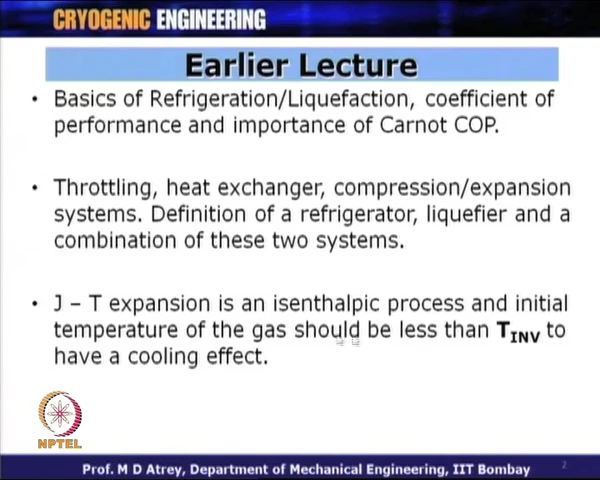 CRYOGENIC ENGINEERING
Earlier Lecture
• Basics of Refrigeration/Liquefaction, coefficient of
performance and importance of Carnot COP.
• Throttling, heat exchanger, compression/expansion
systems. Definition of a refrigerator, liquefier and a
combination of these two systems.
• J – T expansion is an isenthalpic process and initial
temperature of the gas should be less than TINV to
have a cooling effect.
NPTEL
Prof. M D Atrey, Department of Mechanical Engineering, IIT Bombay
2